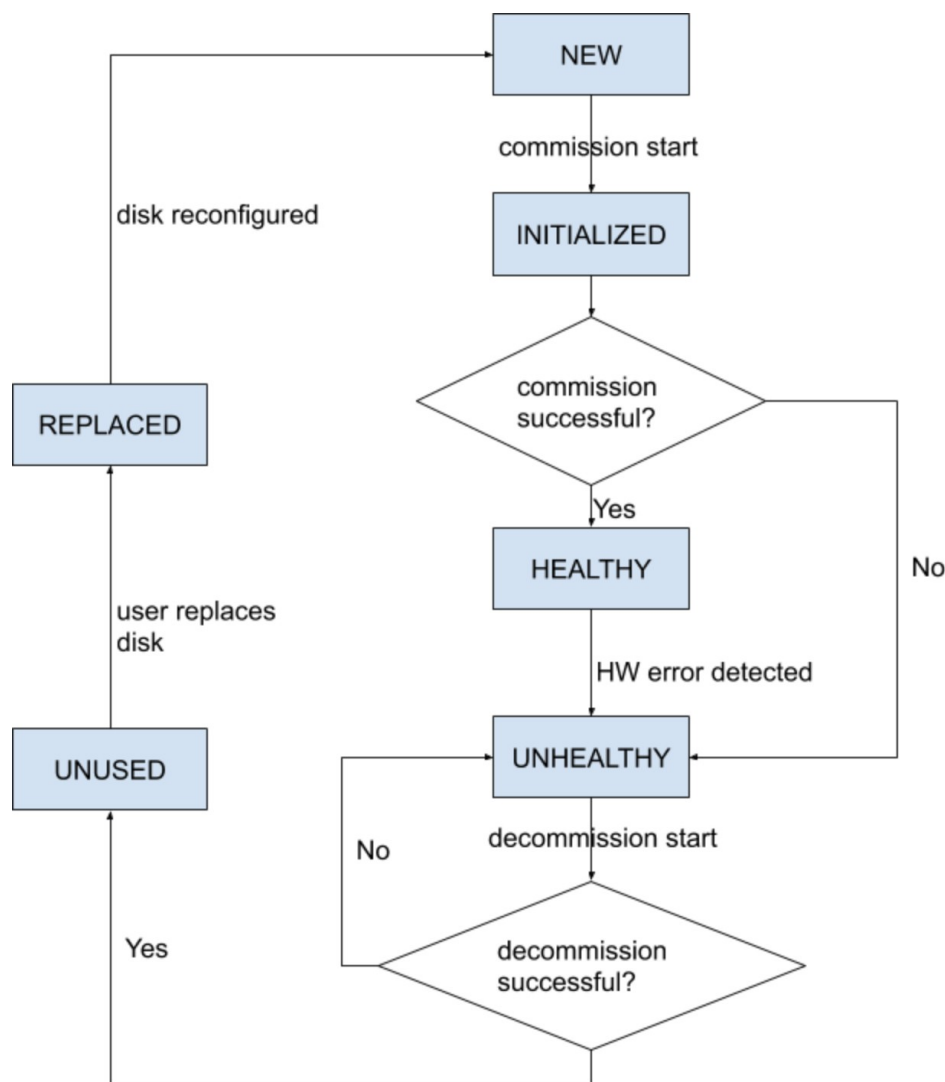 NEW
commission start
disk reconfigured
INITIALIZED
commission
successful?
REPLACED
Yes
HEALTHY
No
user replaces
disk
HW error detected
UNUSED
UNHEALTHY
decommission start
No
Yes
decommission
successful?